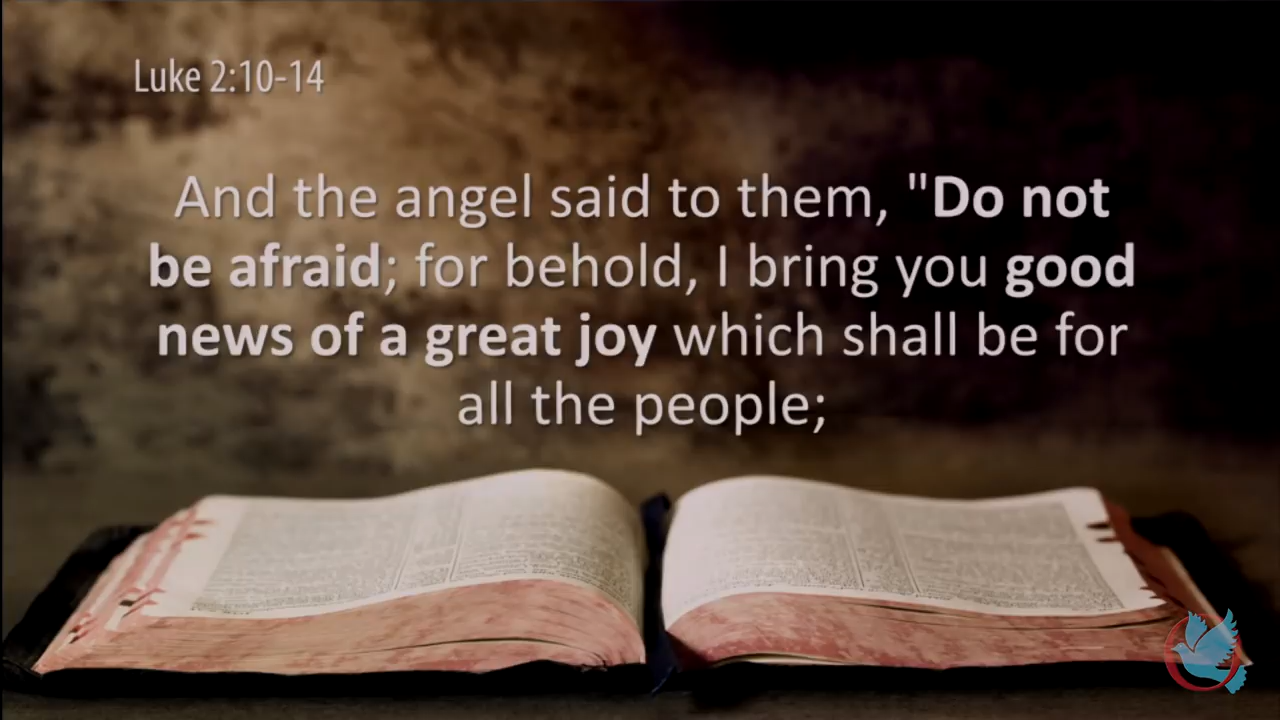 Luke 2:10-14
And the angel said to them, "Do not
be afraid; for behold, I bring you good
news of a great joy which shall be for
all the people;